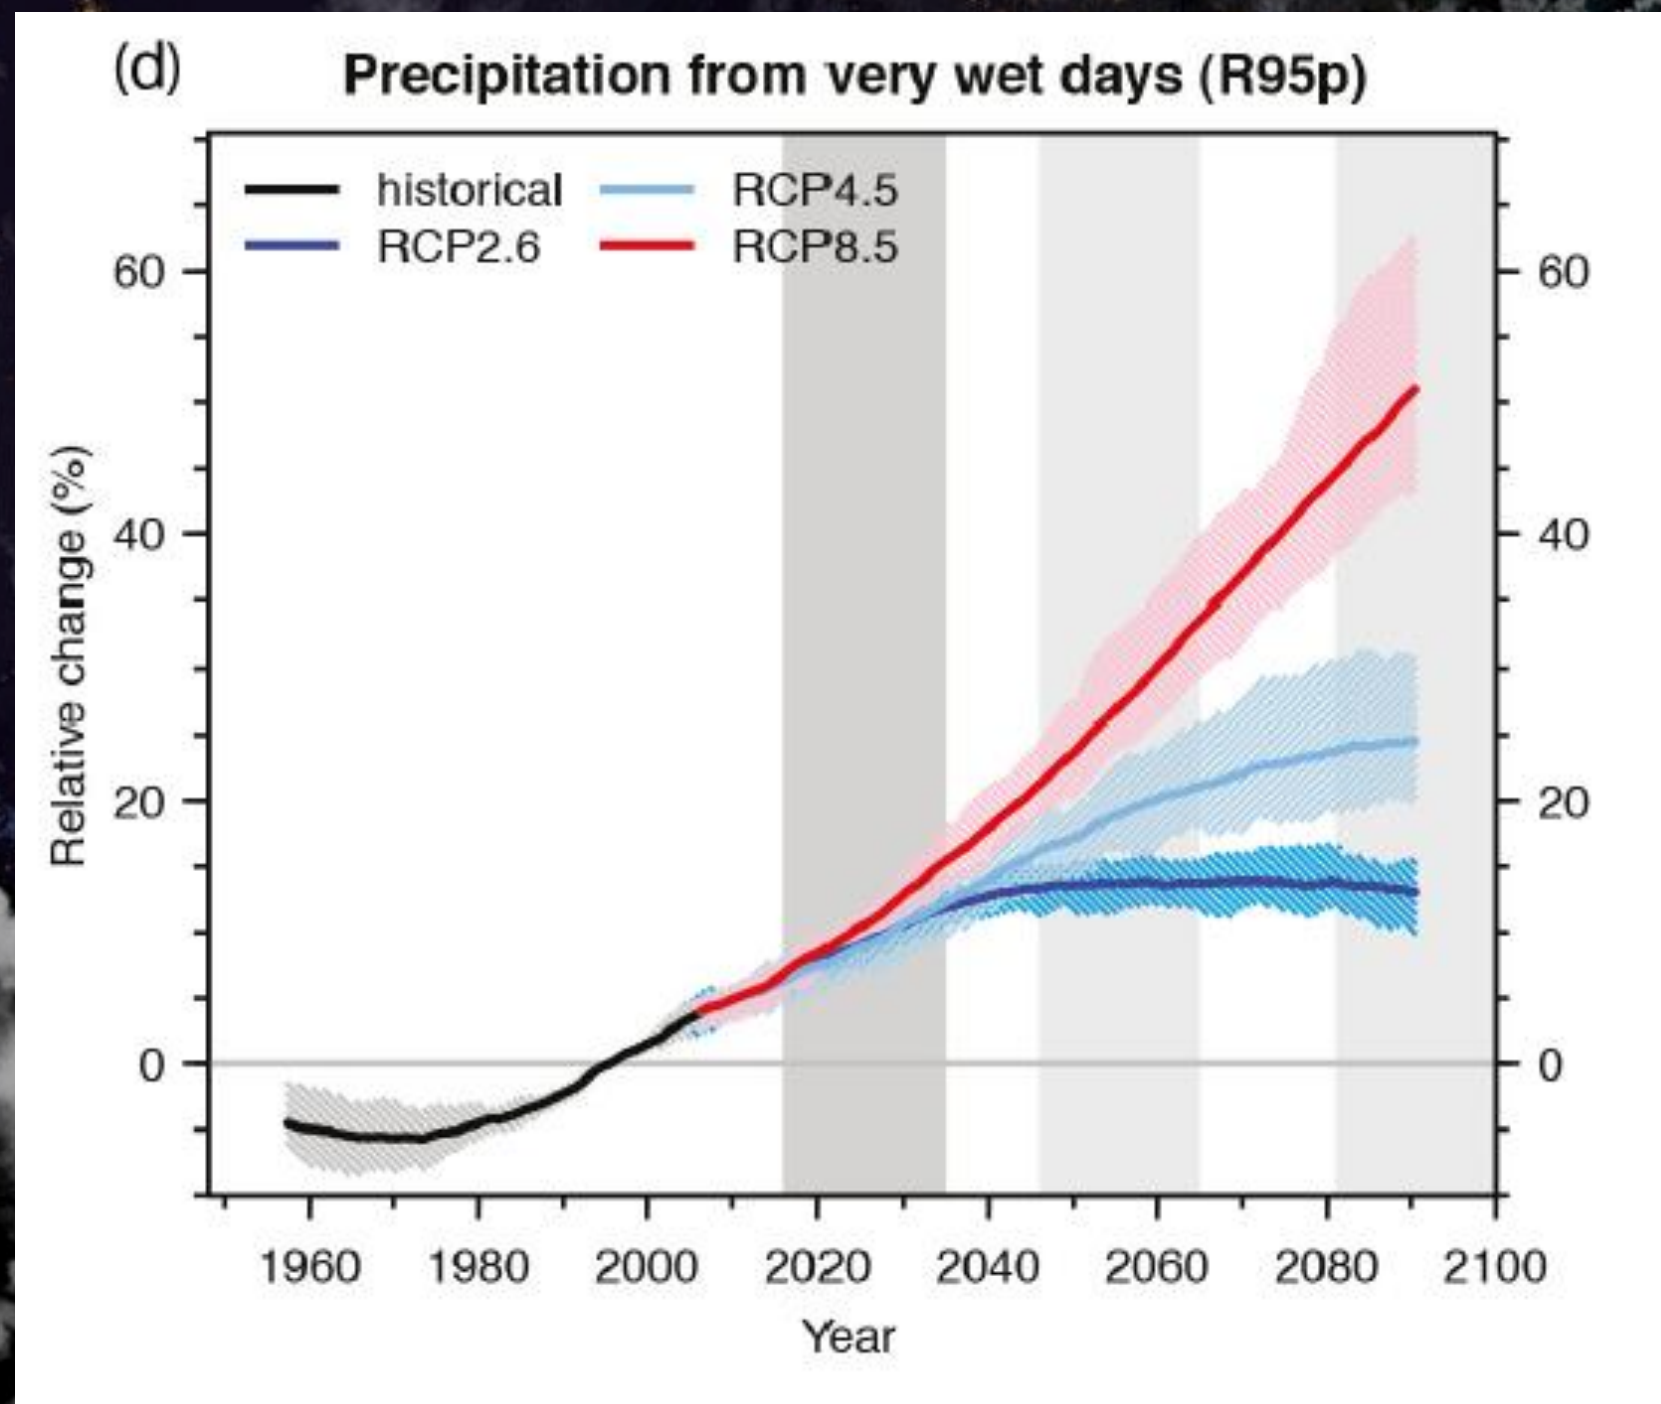 (d) Precipitation from very wet days (R95p)
historical RCP4.5
RCP2.6 RCP8.5
60 60
40 40
20 20
0 0
Relative change (%)
1960 1980 2000 2020 2040 2060 2080 2100
Year